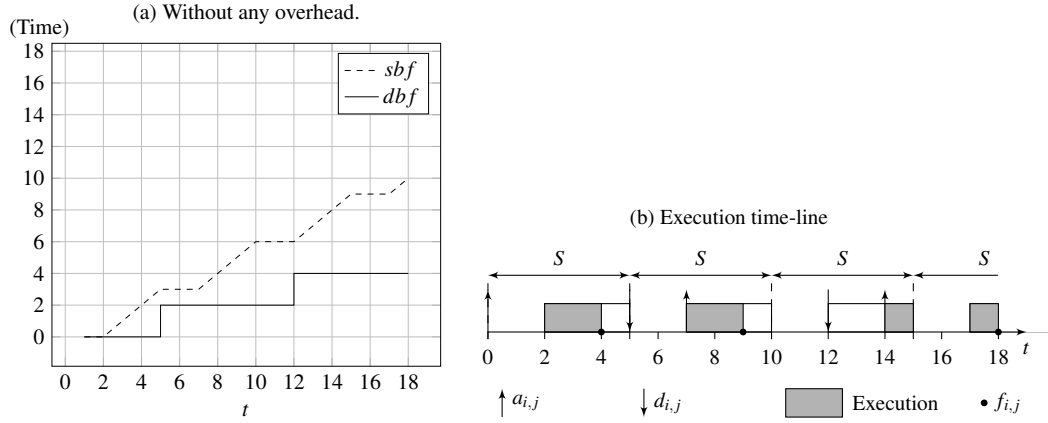 (a) Without any overhead.
(Time)
18
16
14
12
10
8
6
4
2
0
sbf
dbf
0 2 4 6 8 10 12 14 16 18
t
(b) Execution time-line
S S S S
0 2 4 6 8 10 12 14 16 18 t
a_{i,j} d_{i,j} Execution f_{i,j}